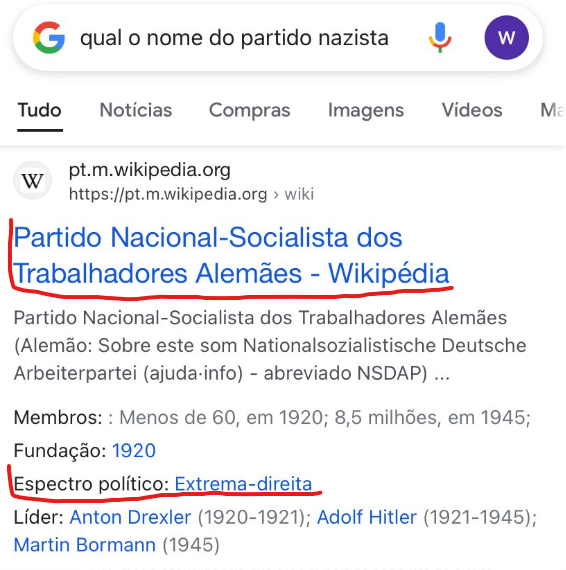 qual o nome do partido nazista
W
Tudo Notícias Compras Imagens Vídeos Ma
W
pt.m.wikipedia.org
https://pt.m.wikipedia.org › wiki
Partido Nacional-Socialista dos
Trabalhadores Alemães - Wikipédia
Partido Nacional-Socialista dos Trabalhadores Alemães
(Alemão: Sobre este som Nationalsozialistische Deutsche
Arbeiterpartei (ajuda·info) - abreviado NSDAP) ...
Membros: : Menos de 60, em 1920; 8,5 milhões, em 1945;
Fundação: 1920
Espectro político: Extrema-direita
Líder: Anton Drexler (1920-1921); Adolf Hitler (1921-1945);
Martin Bormann (1945)